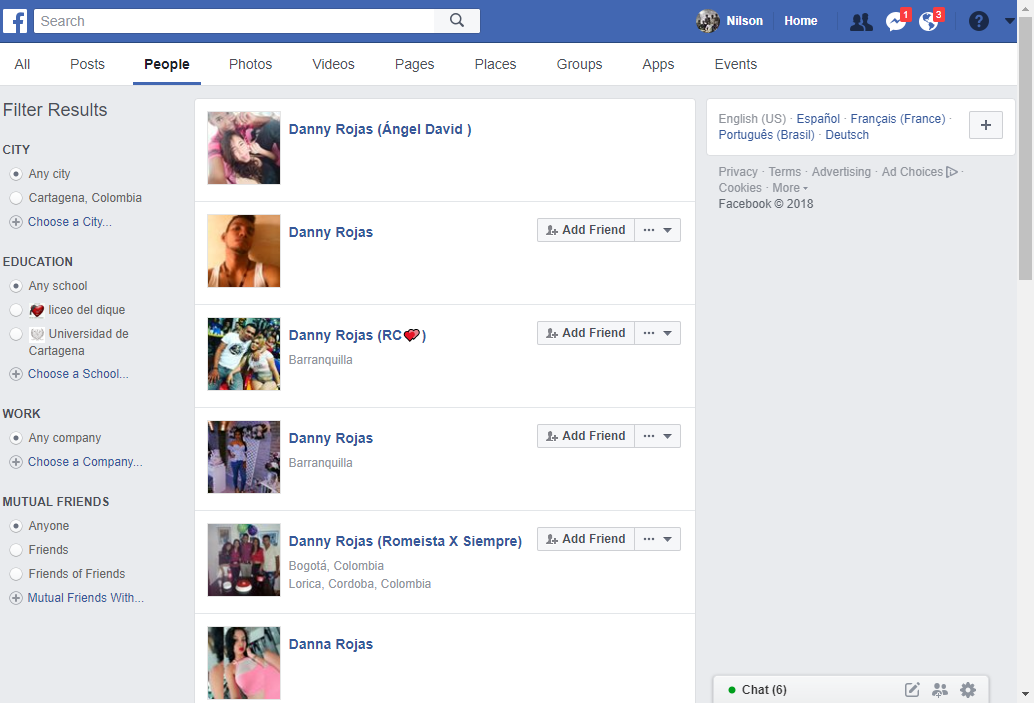 f Search Nilson Home 1 3 ?
All Posts People Photos Videos Pages Places Groups Apps Events
Filter Results
CITY
Any city
Cartagena, Colombia
Choose a City...
EDUCATION
Any school
liceo del dique
Universidad de
Cartagena
Choose a School...
WORK
Any company
Choose a Company...
MUTUAL FRIENDS
Anyone
Friends
Friends of Friends
Mutual Friends With...
Danny Rojas (Ángel David )
Danny Rojas
Add Friend ···
Danny Rojas (RC💕)
Add Friend ···
Barranquilla
Danny Rojas
Add Friend ···
Barranquilla
Danny Rojas (Romeista X Siempre)
Add Friend ···
Bogotá, Colombia
Lorica, Cordoba, Colombia
Danna Rojas
English (US) · Español · Français (France) ·
Português (Brasil) · Deutsch
+
Privacy · Terms · Advertising · Ad Choices ·
Cookies · More
Facebook © 2018
Chat (6)